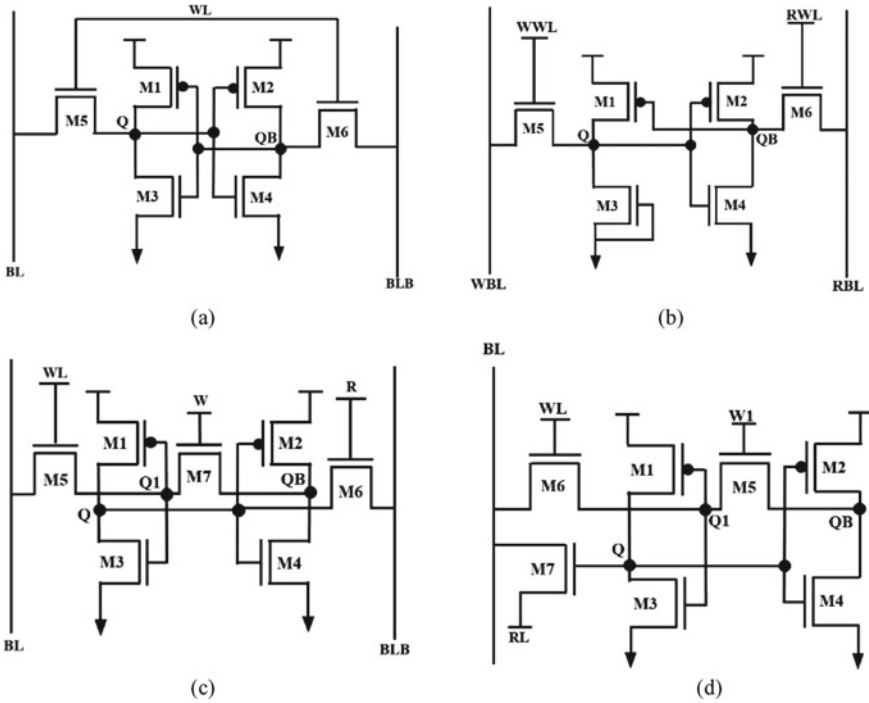 WL
M1
M2
M5
Q
QB
M6
M3
M4
BL
BLB
(a)
WWL
RWL
M1
M2
M5
M6
Q
QB
M3
M4
WBL
RBL
(b)
WL
W
R
M1
M2
M5
Q1
M7
QB
M6
Q
M3
M4
BL
BLB
(c)
BL
WL
W1
M1
M2
M6
M5
Q1
QB
Q
M7
M3
M4
RL
(d)